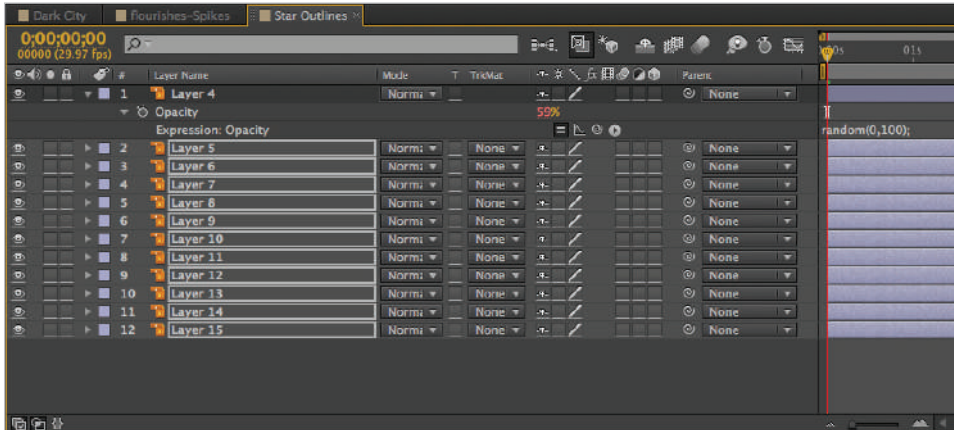 Dark City flourishes-Spikes Star Outlines
0;00;00;00
00000 (29.97 fps)
0s 01s
# Layer Name Mode T TrkMat Parent
1 Layer 4 Norma None
Opacity 59%
Expression: Opacity random(0,100);
2 Layer 5 Norma None None
3 Layer 6 Norma None None
4 Layer 7 Norma None None
5 Layer 8 Norma None None
6 Layer 9 Norma None None
7 Layer 10 Norma None None
8 Layer 11 Norma None None
9 Layer 12 Norma None None
10 Layer 13 Norma None None
11 Layer 14 Norma None None
12 Layer 15 Norma None None